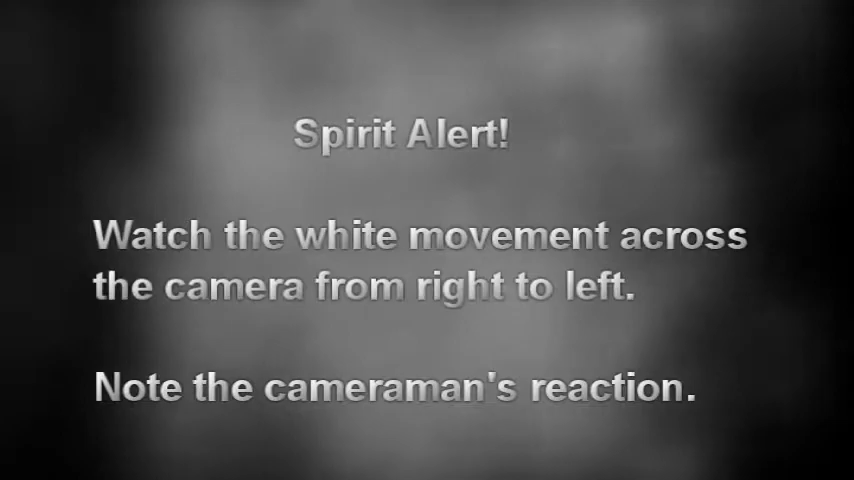 Spirit Alert!
Watch the white movement across
the camera from right to left.
Note the cameraman's reaction.